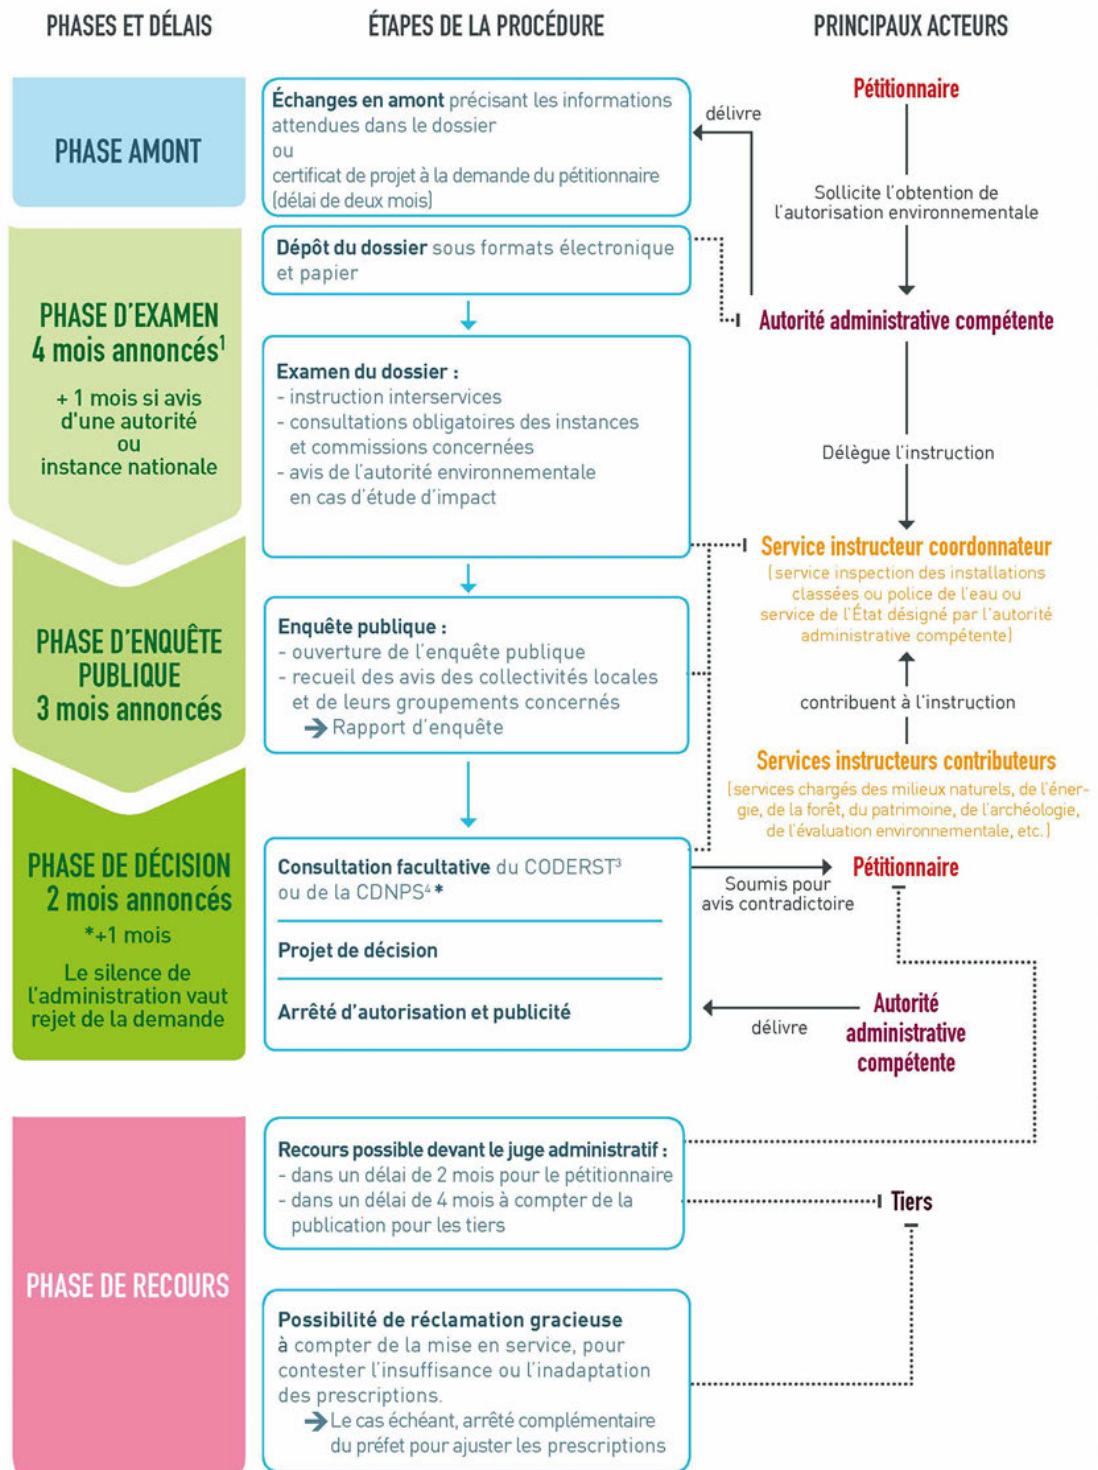 PHASES ET DÉLAIS
ÉTAPES DE LA PROCÉDURE
PRINCIPAUX ACTEURS
PHASE AMONT
Échanges en amont précisant les informations
attendues dans le dossier
ou
certificat de projet à la demande du pétitionnaire
(délai de deux mois)
délivre
Pétitionnaire
Sollicite l'obtention de
l'autorisation environnementale
PHASE D'EXAMEN
4 mois annoncés¹
+ 1 mois si avis
d'une autorité
ou
instance nationale
Dépôt du dossier sous formats électronique
et papier
Autorité administrative compétente
Examen du dossier :
- instruction interservices
- consultations obligatoires des instances
et commissions concernées
- avis de l'autorité environnementale
en cas d'étude d'impact
Délègue l'instruction
Service instructeur coordonnateur
(service inspection des installations
classées ou police de l'eau ou
service de l'État désigné par l'autorité
administrative compétente)
PHASE D'ENQUÊTE
PUBLIQUE
3 mois annoncés
Enquête publique :
- ouverture de l'enquête publique
- recueil des avis des collectivités locales
et de leurs groupements concernés
→ Rapport d'enquête
contribuent à l'instruction
Services instructeurs contributeurs
(services chargés des milieux naturels, de l'éner-
gie, de la forêt, du patrimoine, de l'archéologie,
de l'évaluation environnementale, etc.)
PHASE DE DÉCISION
2 mois annoncés
*+1 mois
Le silence de
l'administration vaut
rejet de la demande
Consultation facultative du CODERST³
ou de la CDNPS⁴ *
Projet de décision
Arrêté d'autorisation et publicité
Soumis pour
avis contradictoire
Pétitionnaire
délivre
Autorité
administrative
compétente
PHASE DE RECOURS
Recours possible devant le juge administratif :
- dans un délai de 2 mois pour le pétitionnaire
- dans un délai de 4 mois à compter de la
publication pour les tiers
Tiers
Possibilité de réclamation gracieuse
à compter de la mise en service, pour
contester l'insuffisance ou l'inadaptation
des prescriptions.
→ Le cas échéant, arrêté complémentaire
du préfet pour ajuster les prescriptions